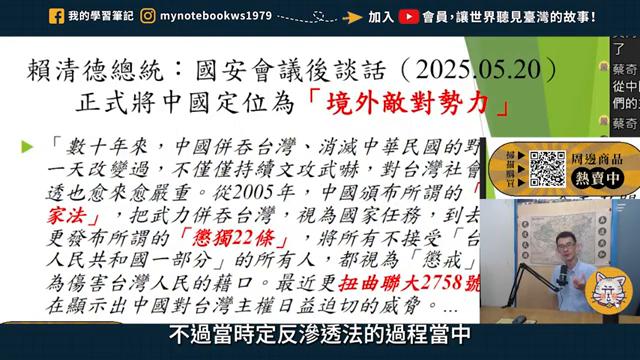 我的學習筆記 mynotebookws1979 加入 會員,讓世界聽見臺灣的故事!
賴清德總統：國安會議後談話（2025.05.20）
正式將中國定位為「境外敵對勢力」
「數十年來，中國併吞台灣、消滅中華民國的野
一天改變過，不僅僅持續文攻武嚇，對台灣社會
透也愈來愈嚴重。從2005年，中國頒布所謂的「
家法」，把武力併吞台灣，視為國家任務，到去
更發布所謂的「懲獨22條」，將所有不接受「台
人民共和國一部分」的所有人，都視為「懲戒」
為傷害台灣人民的藉口。最近更扭曲聯大2758號
在顯示出中國對台灣主權日益迫切的威脅。…
了
蔡奇
從中
們的
蔡奇
掃描購買
周邊商品
熱賣中
不過當時定反滲透法的過程當中